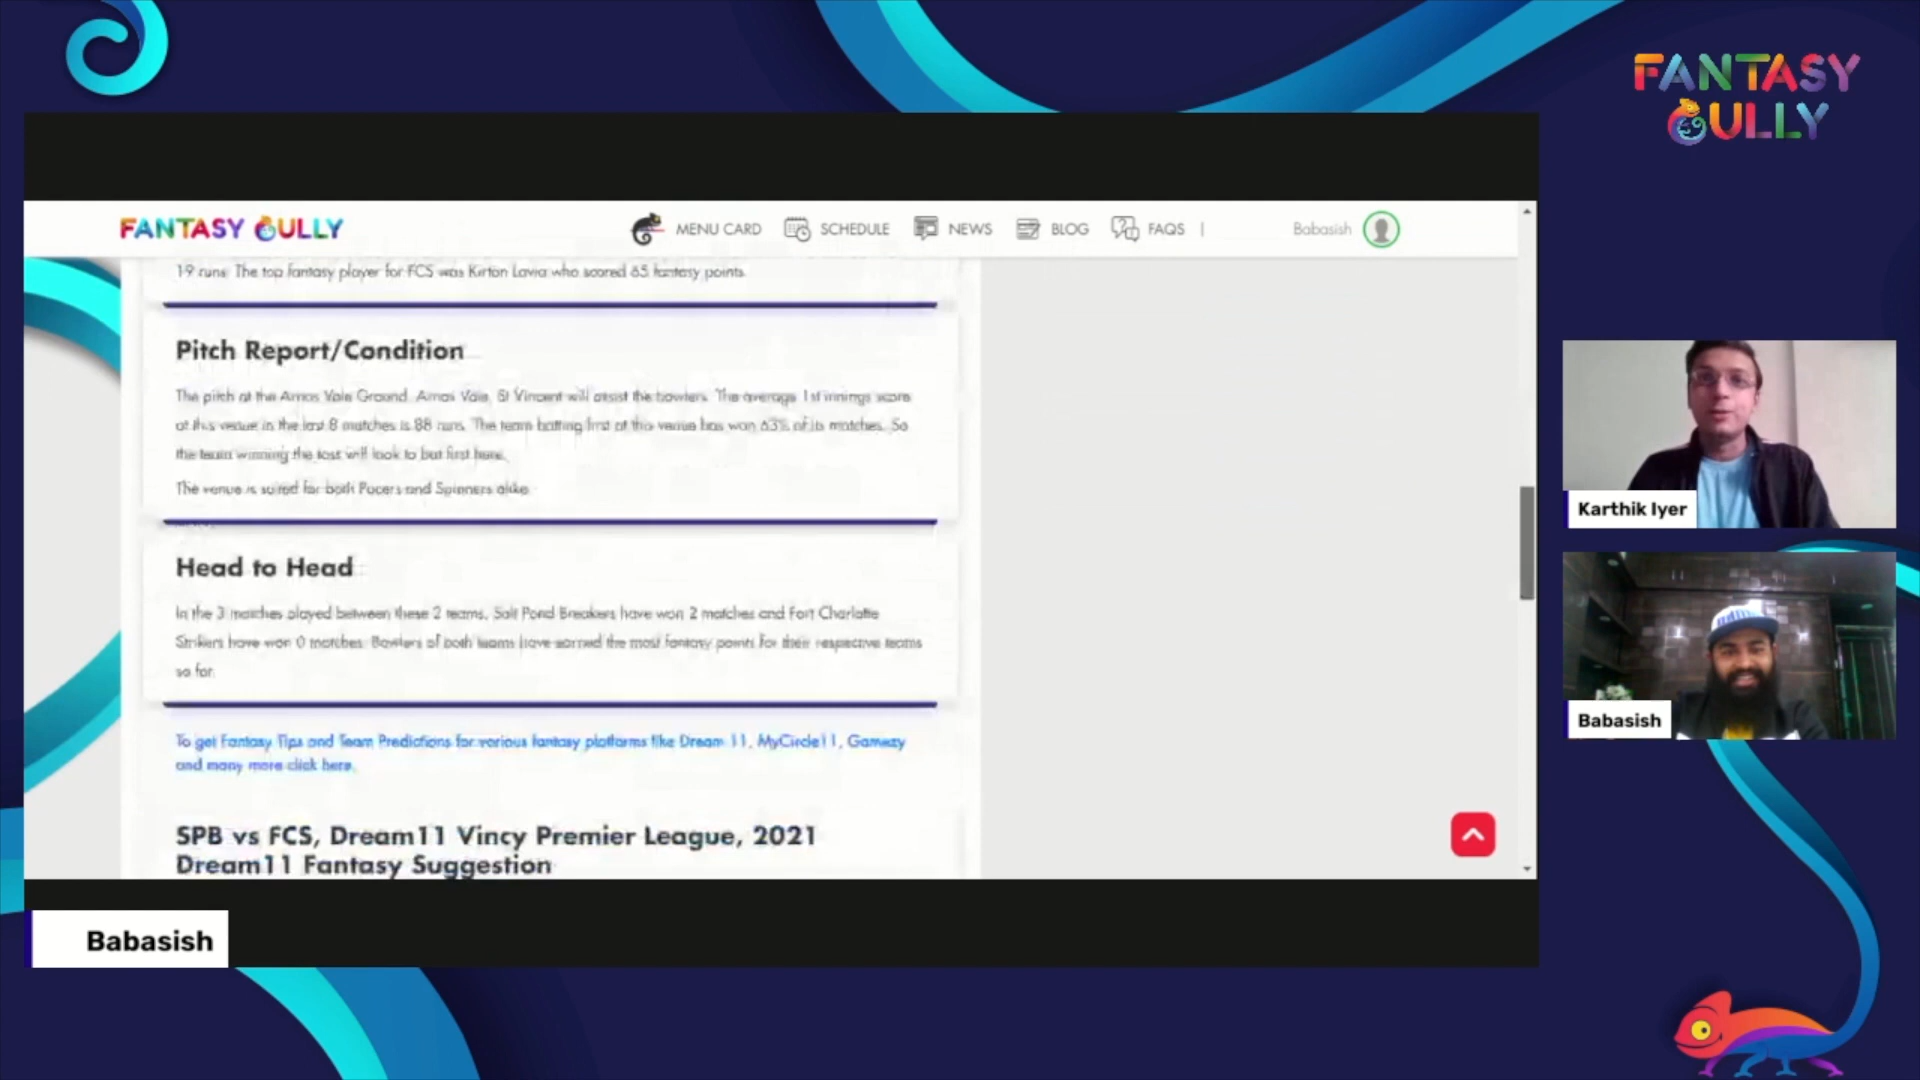 FANTASY
GULLY
FANTASY GULLY
MENU CARD
SCHEDULE
NEWS
BLOG
FAQS |
Babasish
19 runs. The top fantasy player for FCS was Kirton Lavia who scored 65 fantasy points.
Pitch Report/Condition
The pitch at the Arnos Vale Ground, Arnos Vale, St Vincent will assist the bowlers. The average 1st innings score
at this venue in the last 8 matches is 88 runs. The team batting first at this venue has won 63% of its matches. So
the team winning the toss will look to bat first here.
The venue is suited for both Pacers and Spinners alike
Head to Head
In the 3 matches played between these 2 teams, Salt Pond Breakers have won 2 matches and Fort Charlotte
Strikers have won 0 matches. Bowlers of both teams have earned the most fantasy points for their respective teams
so far.
To get Fantasy Tips and Team Predictions for various fantasy platforms like Dream 11, MyCircle11, Gamezy
and many more click here.
SPB vs FCS, Dream11 Vincy Premier League, 2021
Dream11 Fantasy Suggestion
Karthik Iyer
Babasish
Babasish